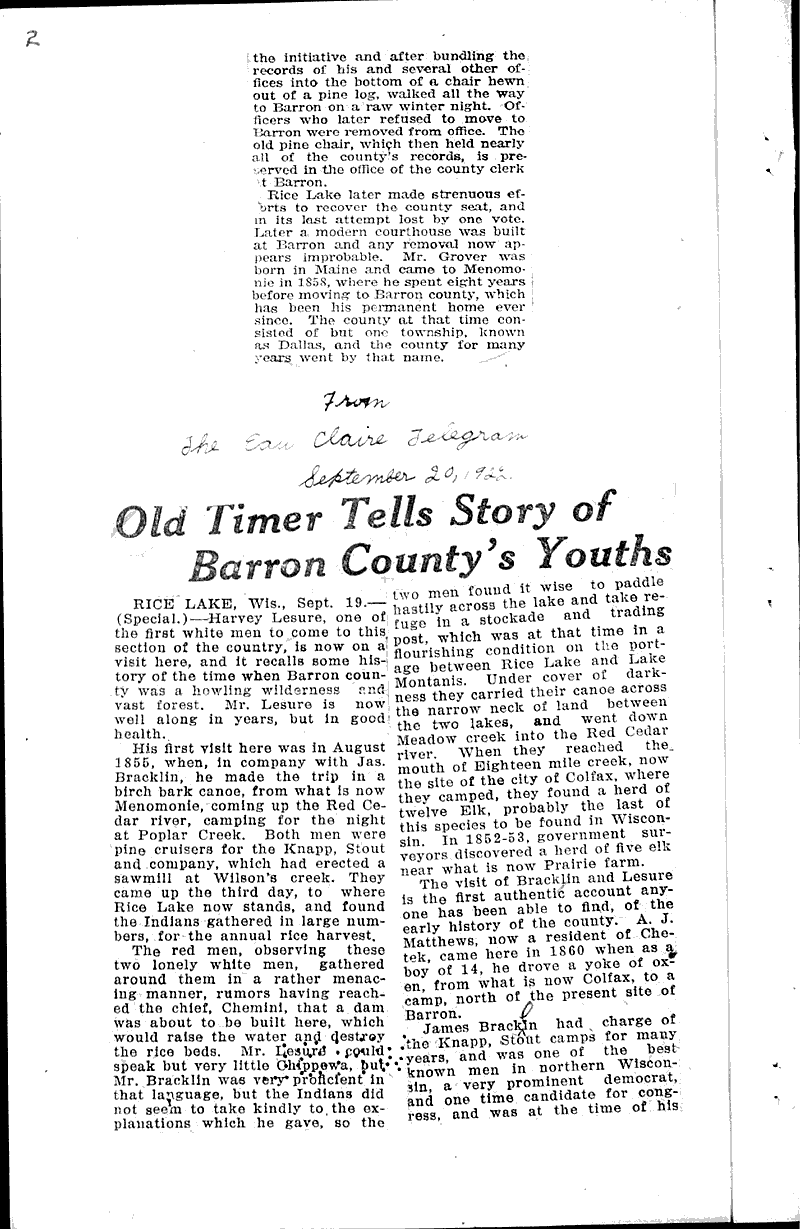 2
the initiative and after bundling the
records of his and several other of-
fices into the bottom of a chair hewn
out of a pine log, walked all the way
to Barron on a raw winter night. Of-
ficers who later refused to move to
Barron were removed from office. The
old pine chair, which then held nearly
all of the county's records, is pre-
served in the office of the county clerk
t Barron.
Rice Lake later made strenuous ef-
orts to recover the county seat, and
in its last attempt lost by one vote.
Later a modern courthouse was built
at Barron and any removal now ap-
pears improbable. Mr. Grover was
born in Maine and came to Menomo-
nie in 1858, where he spent eight years
before moving to Barron county, which
has been his permanent home ever
since. The county at that time con-
sisted of but one township, known
as Dallas, and the county for many
years went by that name.
From
The Eau Claire Telegram
September 20, 1922.
Old Timer Tells Story of
Barron County's Youths
RICE LAKE, Wis., Sept. 19.—
(Special.)—Harvey Lesure, one of
the first white men to come to this
section of the country, is now on a
visit here, and it recalls some his-
tory of the time when Barron coun-
ty was a howling wilderness and
vast forest. Mr. Lesure is now
well along in years, but in good
health.
His first visit here was in August
1855, when, in company with Jas.
Bracklin, he made the trip in a
birch bark canoe, from what is now
Menomonie, coming up the Red Ce-
dar river, camping for the night
at Poplar Creek. Both men were
pine cruisers for the Knapp, Stout
and company, which had erected a
sawmill at Wilson's creek. They
came up the third day, to where
Rice Lake now stands, and found
the Indians gathered in large num-
bers, for the annual rice harvest.
The red men, observing these
two lonely white men, gathered
around them in a rather menac-
ing manner, rumors having reach-
ed the chief, Chemini, that a dam
was about to be built here, which
would raise the water and destroy
the rice beds. Mr. Lesure could
speak but very little Chippewa, but
Mr. Bracklin was very proficient in
that language, but the Indians did
not seem to take kindly to the ex-
planations which he gave, so the
two men found it wise to paddle
hastily across the lake and take re-
fuge in a stockade and trading
post, which was at that time in a
flourishing condition on the port-
age between Rice Lake and Lake
Montanis. Under cover of dark-
ness they carried their canoe across
the narrow neck of land between
the two lakes, and went down
Meadow creek into the Red Cedar
river. When they reached the
mouth of Eighteen mile creek, now
the site of the city of Colfax, where
they camped, they found a herd of
twelve Elk, probably the last of
this species to be found in Wiscon-
sin. In 1852-53, government sur-
veyors discovered a herd of five elk
near what is now Prairie farm.
The visit of Bracklin and Lesure
is the first authentic account any-
one has been able to find, of the
early history of the county. A. J.
Matthews, now a resident of Che-
tek, came here in 1860 when as a
boy of 14, he drove a yoke of ox-
en, from what is now Colfax, to a
camp, north of the present site of
Barron.
James Bracklin had charge of
the Knapp, Stout camps for many
years, and was one of the best
known men in northern Wiscon-
sin, a very prominent democrat,
and one time candidate for cong-
ress, and was at the time of his